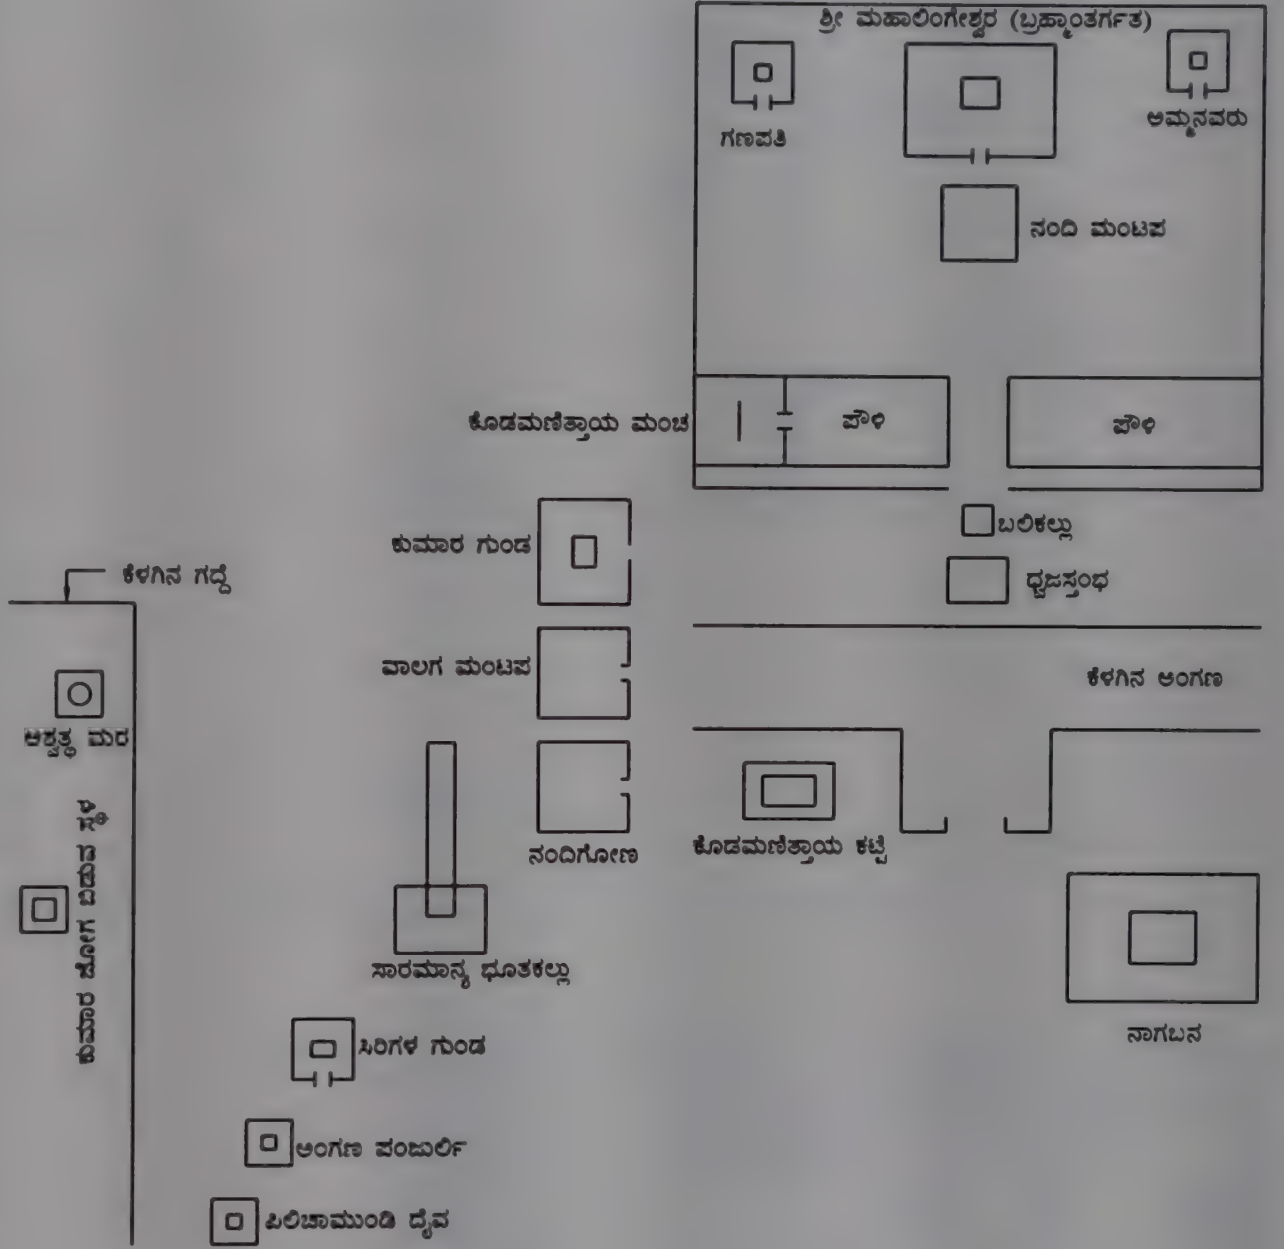 ಶ್ರೀ ಮಹಾಲಿಂಗೇಶ್ವರ (ಬ್ರಹ್ಮಾಂತರ್ಗತ)
ಗಣಪತಿ
ಅಮ್ಮನವರು
ನಂದಿ ಮಂಟಪ
ಕೊಡಮಣಿತ್ತಾಯ ಮಂಚ
ಪೌಳಿ
ಪೌಳಿ
ಬಲಿಕಲ್ಲು
ಕುಮಾರ ಗುಂಡ
ಕೆಳಗಿನ ಗದ್ದೆ
ಧ್ವಜಸ್ತಂಭ
ವಾಲಗ ಮಂಟಪ
ಕೆಳಗಿನ ಅಂಗಣ
ಅಶ್ವತ್ಥ ಮರ
ನಂದಿಗೋಣ
ಕೊಡಮಣಿತ್ತಾಯ ಕಟ್ಟೆ
ಕುಮಾರ ಜೋಗ ಬಿಡುವ ಸ್ಥಳ
ಸಾರಮಾನ್ಯ ಭೂತಕಲ್ಲು
ನಾಗಬನ
ಸಿರಿಗಳ ಗುಂಡ
ಅಂಗಣ ಪಂಜುರ್ಲಿ
ಪಿಲಿಚಾಮುಂಡಿ ದೈವ